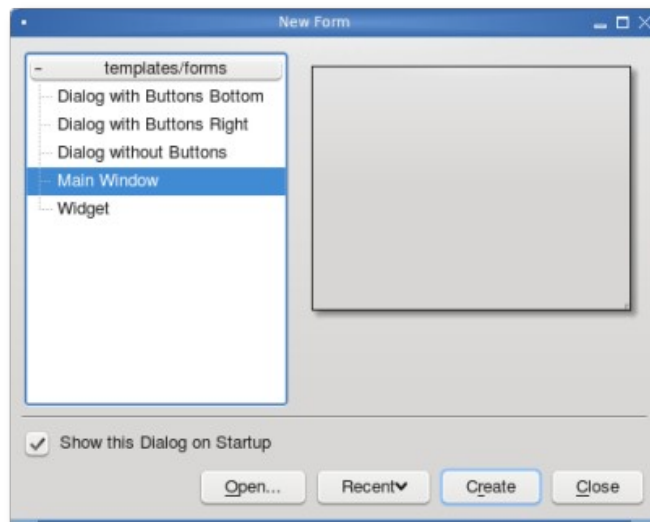 New Form
templates/forms
Dialog with Buttons Bottom
Dialog with Buttons Right
Dialog without Buttons
Main Window
Widget
Show this Dialog on Startup
Open... Recent Create Close